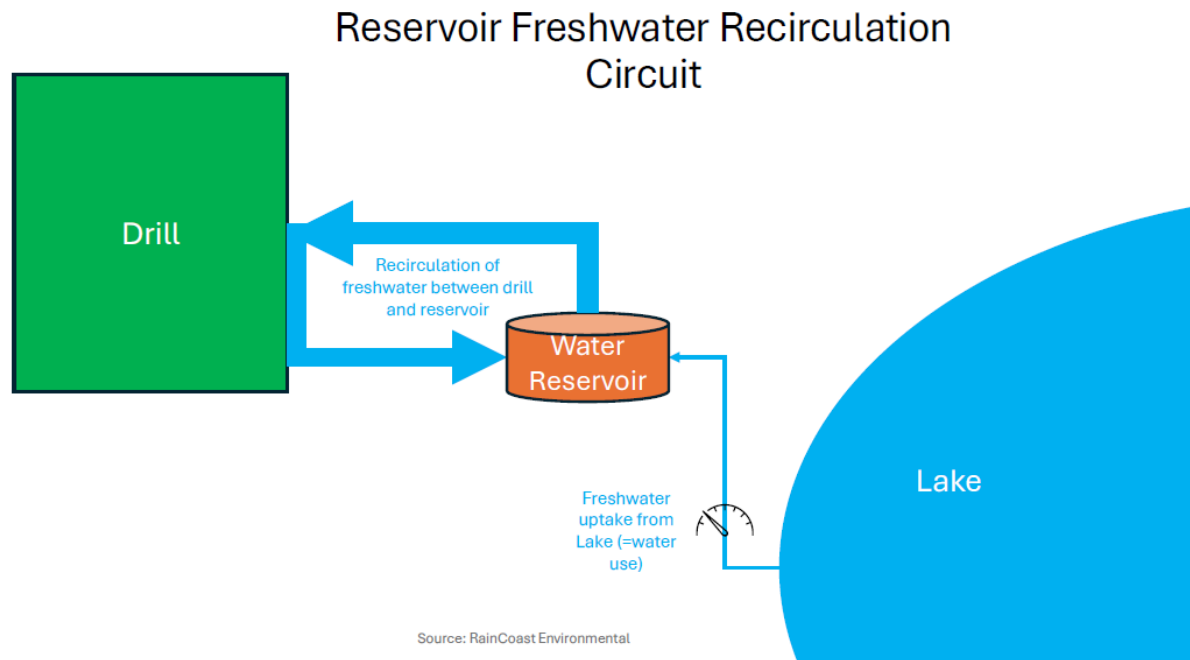 Reservoir Freshwater Recirculation
Circuit
Drill
Recirculation of
freshwater between drill
and reservoir
Water
Reservoir
Lake
Freshwater
uptake from
Lake (=water
use)
Source: RainCoast Environmental